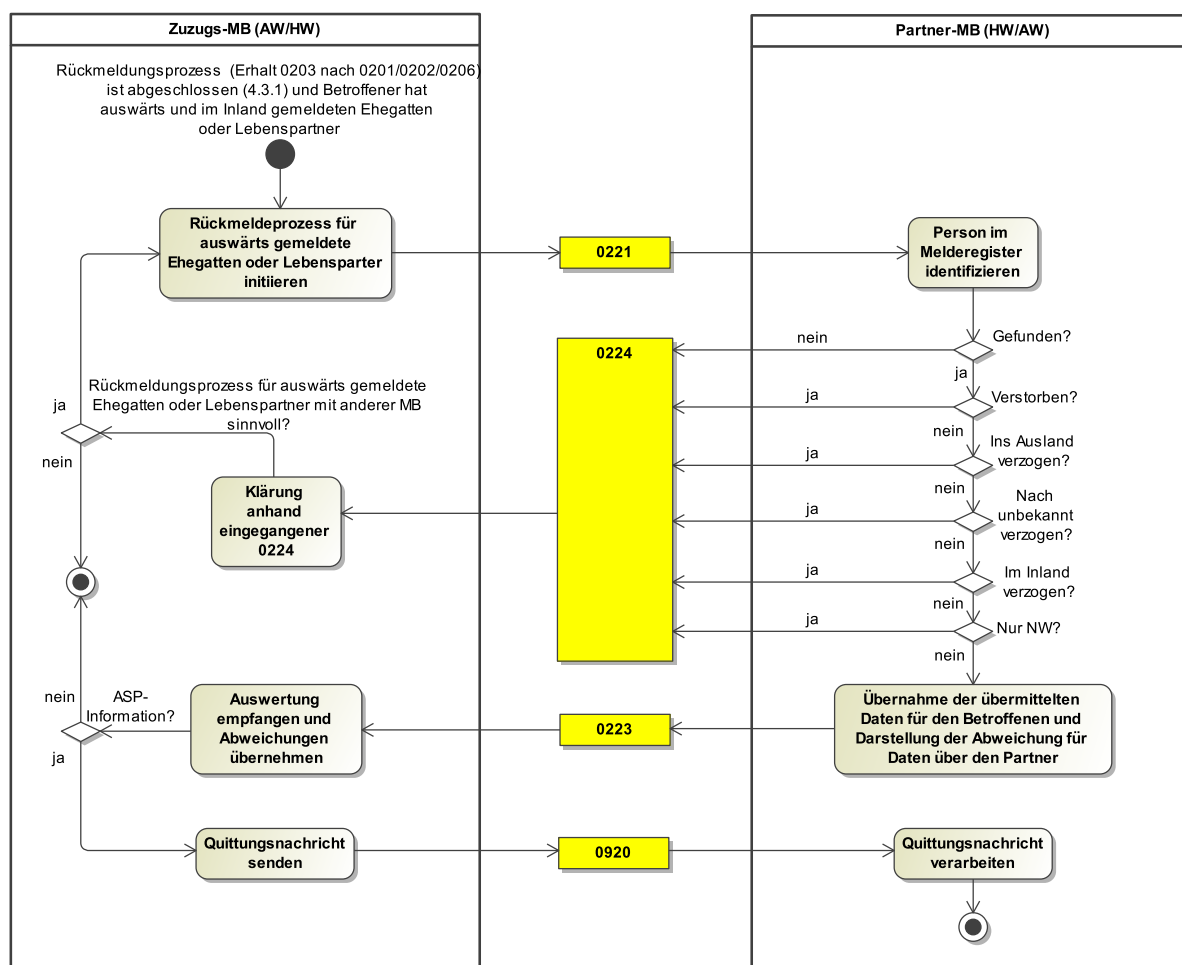 Zuzugs-MB (AW/HW)
Partner-MB (HW/AW)
Rückmeldungsprozess (Erhalt 0203 nach 0201/0202/0206)
ist abgeschlossen (4.3.1) und Betroffener hat
auswärts und im Inland gemeldeten Ehegatten
oder Lebenspartner
Rückmeldeprozess für
auswärts gemeldete
Ehegatten oder Lebensparter
initiieren
0221
Person im
Melderegister
identifizieren
Gefunden?
nein
ja
0224
Verstorben?
ja
nein
Ins Ausland
verzogen?
ja
nein
Nach
unbekannt
verzogen?
ja
nein
Im Inland
verzogen?
ja
nein
Nur NW?
ja
nein
Rückmeldungsprozess für auswärts gemeldete
Ehegatten oder Lebenspartner mit anderer MB
sinnvoll?
ja
nein
Klärung
anhand
eingegangener
0224
Übernahme der übermittelten
Daten für den Betroffenen und
Darstellung der Abweichung für
Daten über den Partner
0223
Auswertung
empfangen und
Abweichungen
übernehmen
ASP-
Information?
nein
ja
Quittungsnachricht
senden
0920
Quittungsnachricht
verarbeiten